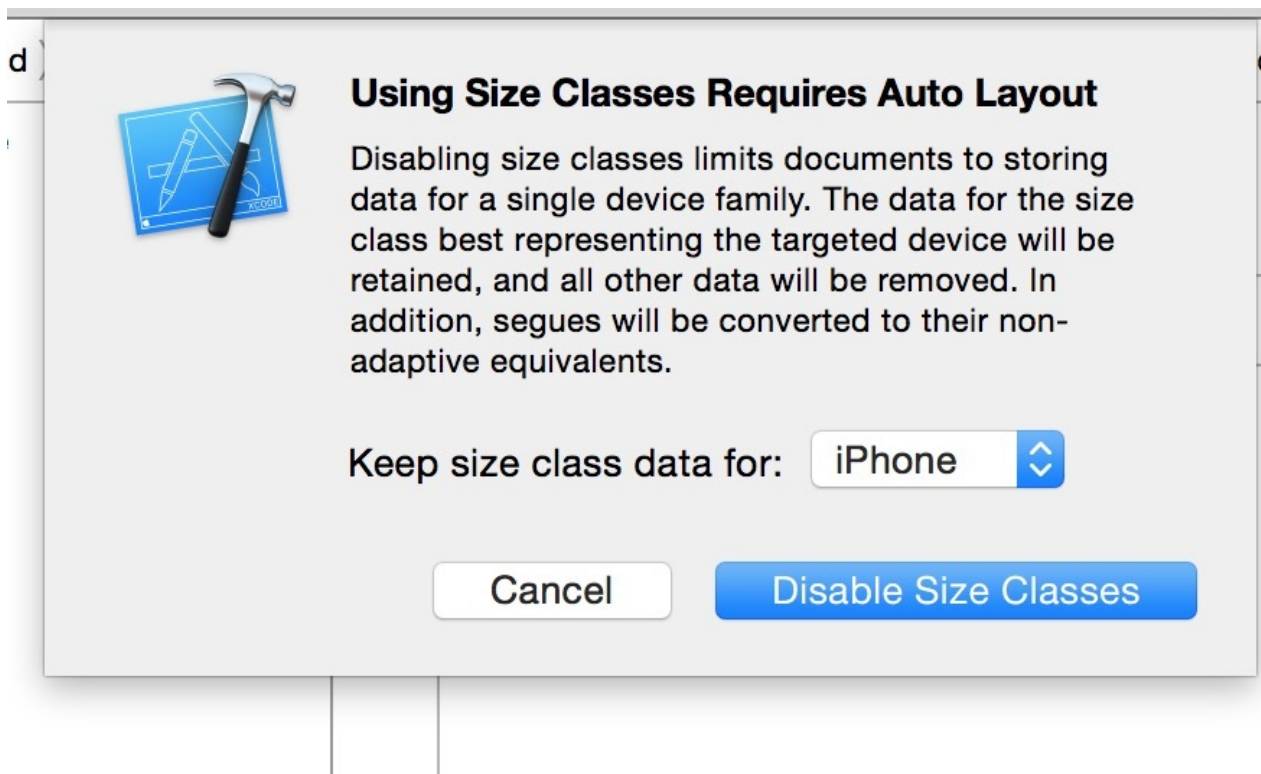 d
Using Size Classes Requires Auto Layout
Disabling size classes limits documents to storing
data for a single device family. The data for the size
class best representing the targeted device will be
retained, and all other data will be removed. In
addition, segues will be converted to their non-
adaptive equivalents.
XCODE
Keep size class data for: iPhone
Cancel Disable Size Classes